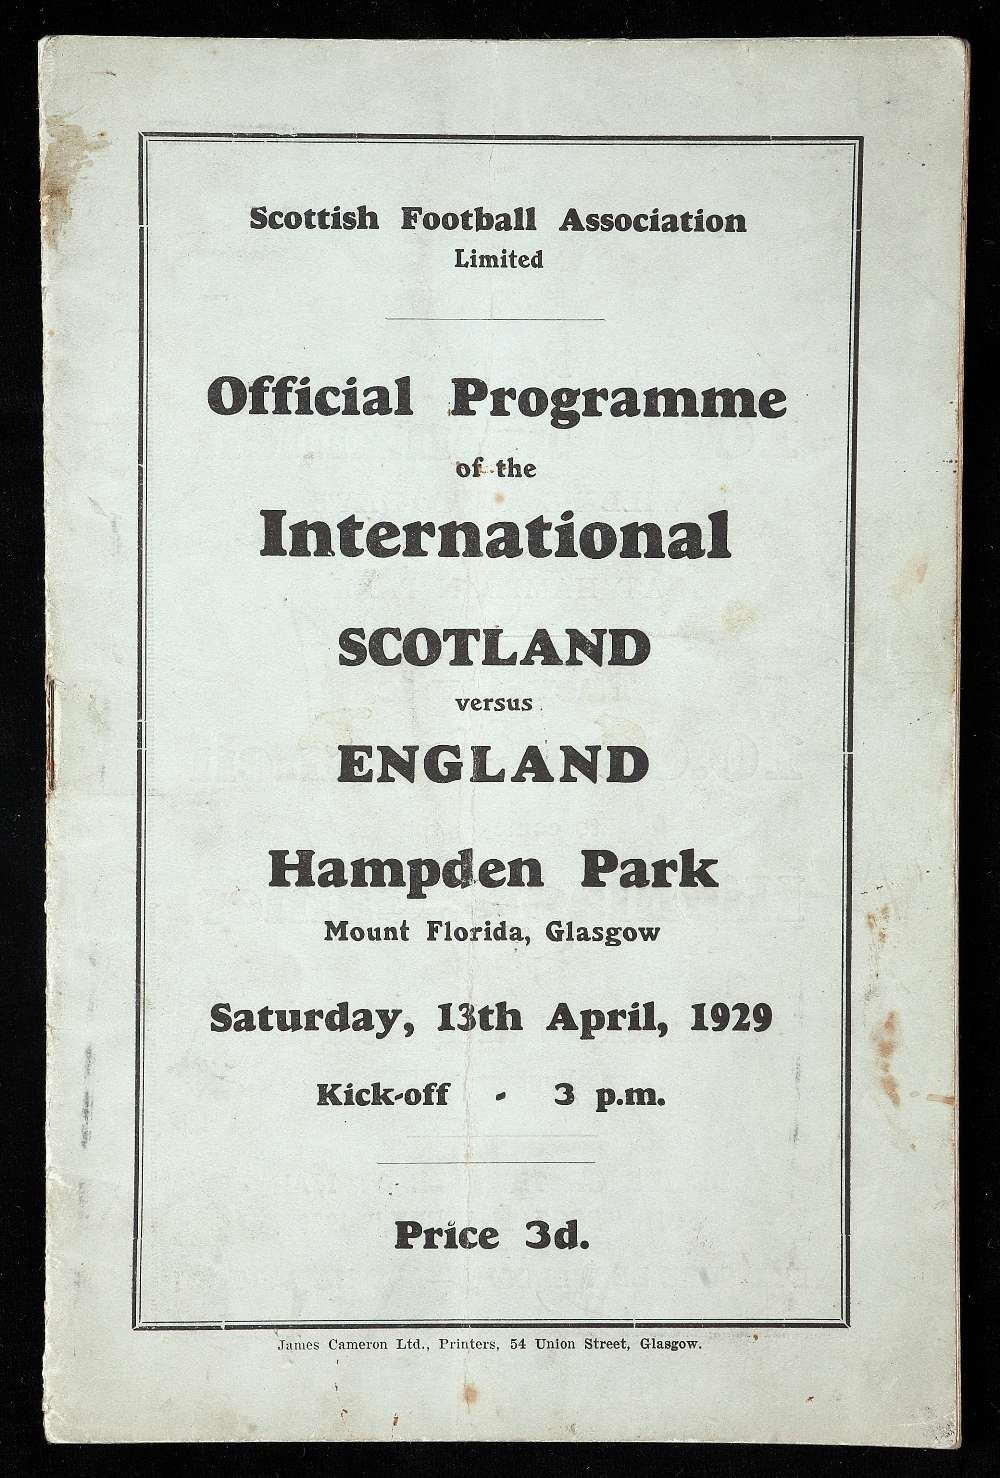 Scottish Football Association
Limited
Official Programme
of the
International
SCOTLAND
versus
ENGLAND
Hampden Park
Mount Florida, Glasgow
Saturday, 13th April, 1929
Kick-off - 3 p.m.
Price 3d.
James Cameron Ltd., Printers, 54 Union Street, Glasgow.